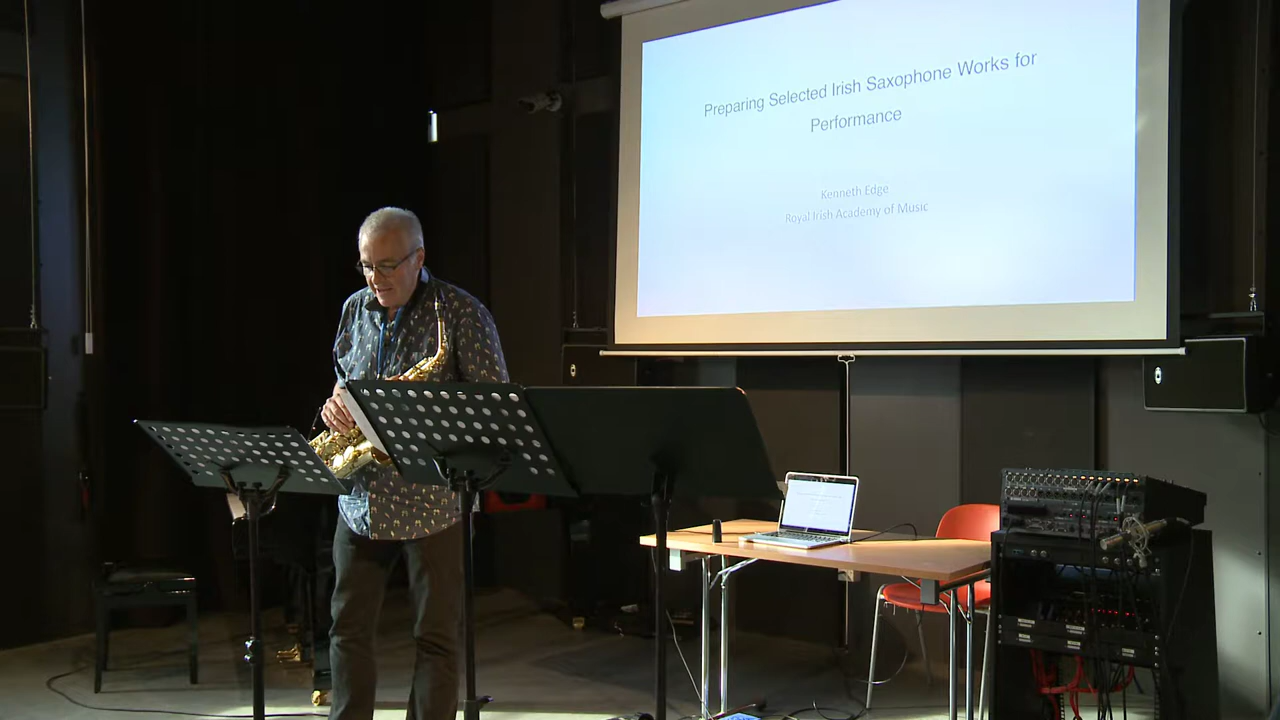 Preparing Selected Irish Saxophone Works for
Performance
Kenneth Edge
Royal Irish Academy of Music